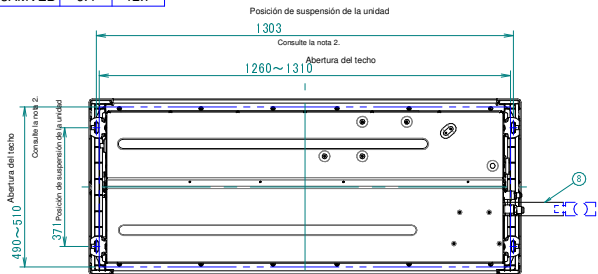 Posición de suspensión de la unidad
1303
Consulte la nota 2.
Abertura del techo
1260~1310
Abertura del techo
490~510
Consulte la nota 2.
Posición de suspensión de la unidad
371
8